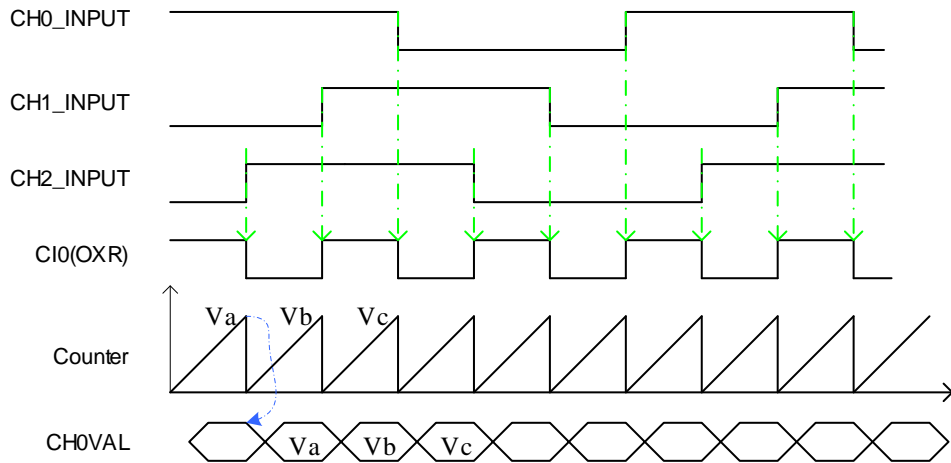 CH0_INPUT
CH1_INPUT
CH2_INPUT
CI0(OXR)
Va Vb Vc
Counter
CH0VAL Va Vb Vc